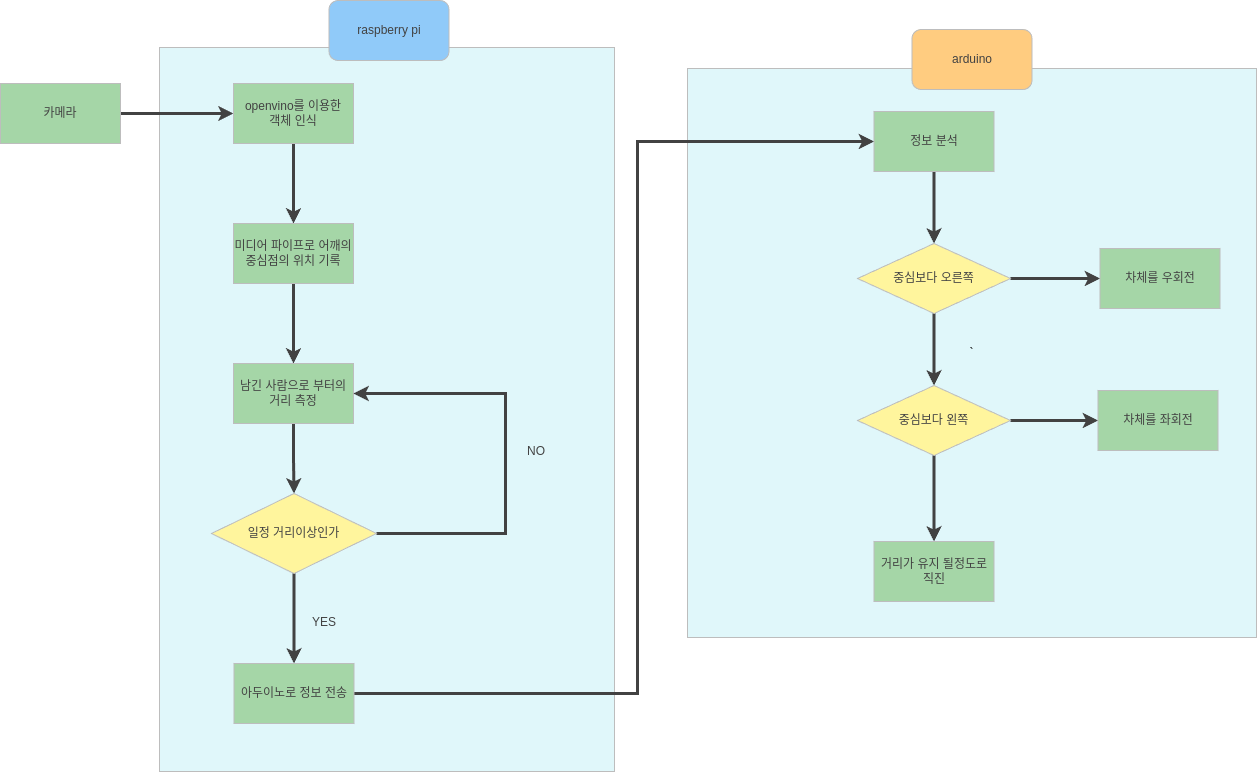 raspberry pi
카메라
openvino를 이용한
객체 인식
미디어 파이프로 어깨의
중심점의 위치 기록
남긴 사람으로 부터의
거리 측정
NO
일정 거리이상인가
YES
아두이노로 정보 전송
arduino
정보 분석
중심보다 오른쪽
차체를 우회전
`
중심보다 왼쪽
차체를 좌회전
거리가 유지 될정도로
직진